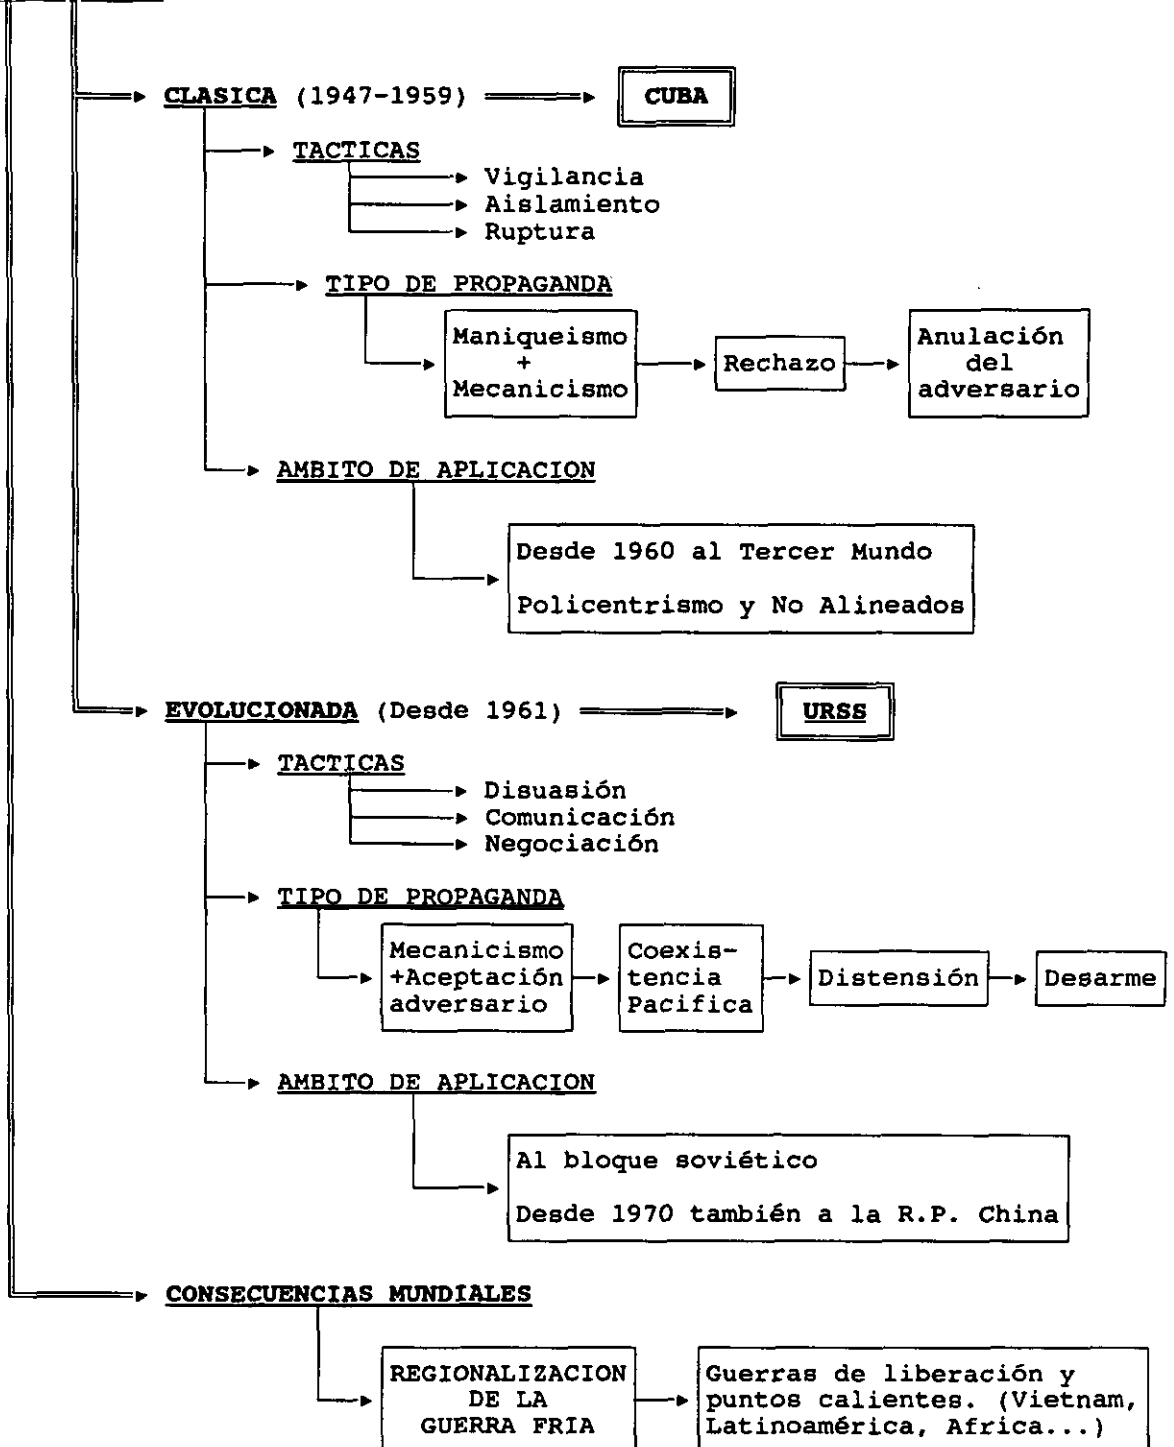 CLASICA (1947-1959) CUBA
TACTICAS
Vigilancia
Aislamiento
Ruptura
TIPO DE PROPAGANDA
Maniqueismo
+
Mecanicismo
Rechazo
Anulación
del
adversario
AMBITO DE APLICACION
Desde 1960 al Tercer Mundo
Policentrismo y No Alineados
EVOLUCIONADA (Desde 1961) URSS
TACTICAS
Disuasión
Comunicación
Negociación
TIPO DE PROPAGANDA
Mecanicismo
+Aceptación
adversario
Coexis-
tencia
Pacifica
Distensión
Desarme
AMBITO DE APLICACION
Al bloque soviético
Desde 1970 también a la R.P. China
CONSECUENCIAS MUNDIALES
REGIONALIZACION
DE LA
GUERRA FRIA
Guerras de liberación y
puntos calientes. (Vietnam,
Latinoamérica, Africa...)